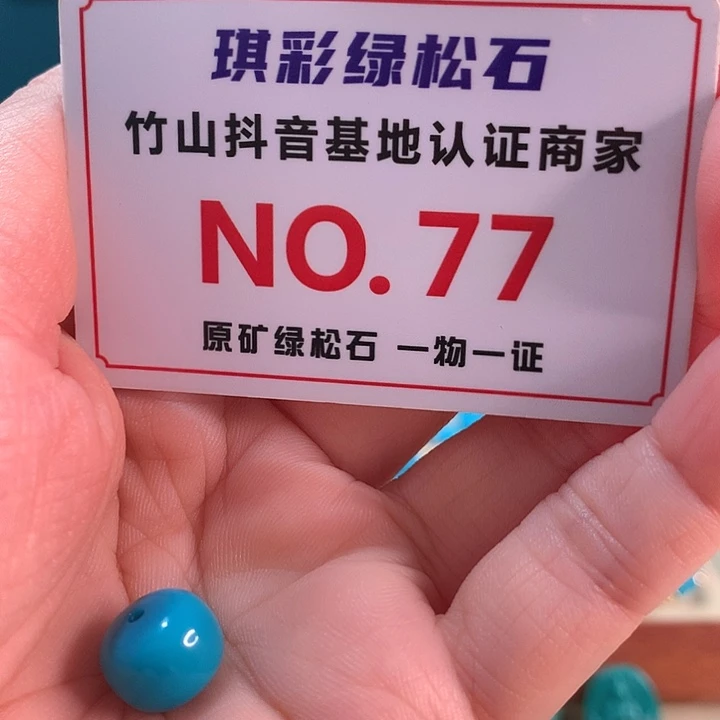 琪彩绿松石
竹山抖音基地认证商家
NO.77
原矿绿松石 一物一证